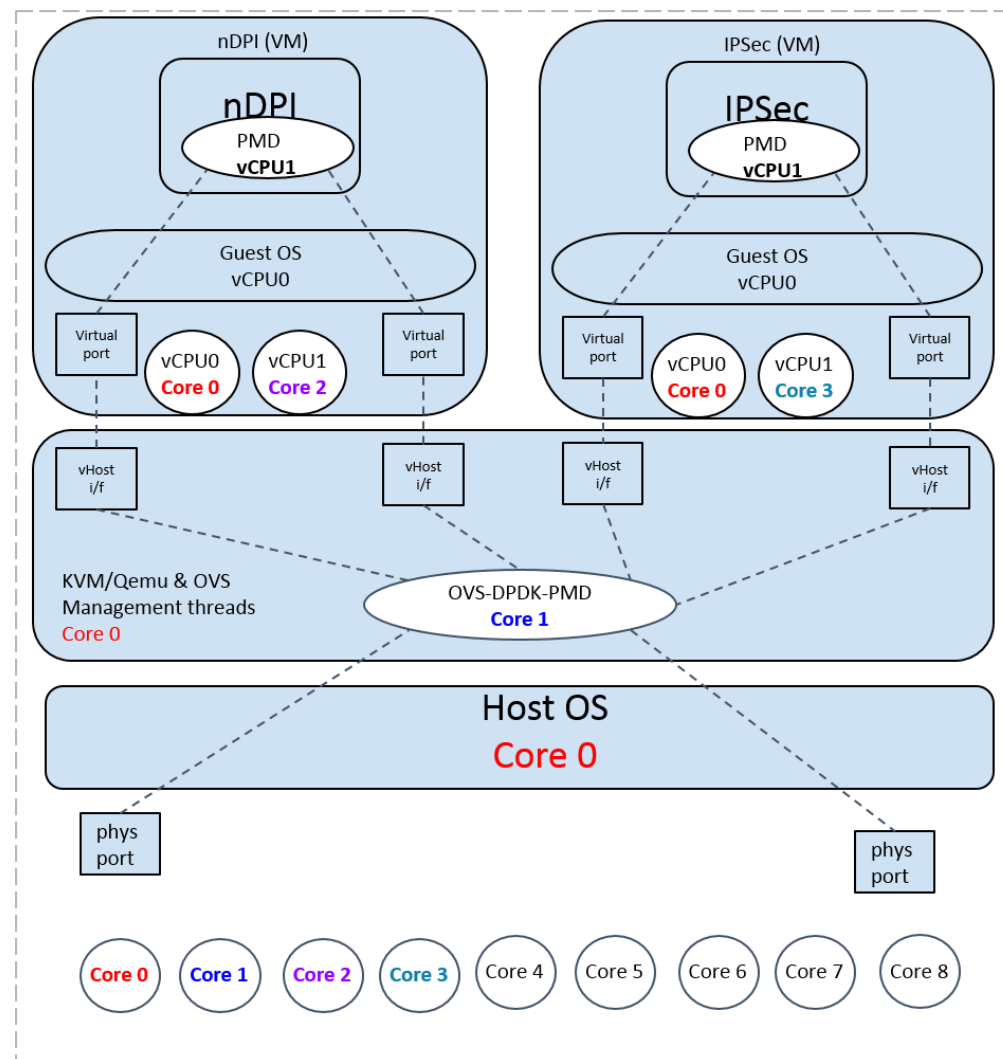 nDPI (VM)
nDPI
PMD
vCPU1
Guest OS
vCPU0
Virtual
port
vCPU0
Core 0
vCPU1
Core 2
Virtual
port
IPSec (VM)
IPSec
PMD
vCPU1
Guest OS
vCPU0
Virtual
port
vCPU0
Core 0
vCPU1
Core 3
Virtual
port
vHost
i/f
vHost
i/f
vHost
i/f
vHost
i/f
KVM/Qemu & OVS
Management threads
Core 0
OVS-DPDK-PMD
Core 1
Host OS
Core 0
phys
port
phys
port
Core 0
Core 1
Core 2
Core 3
Core 4
Core 5
Core 6
Core 7
Core 8